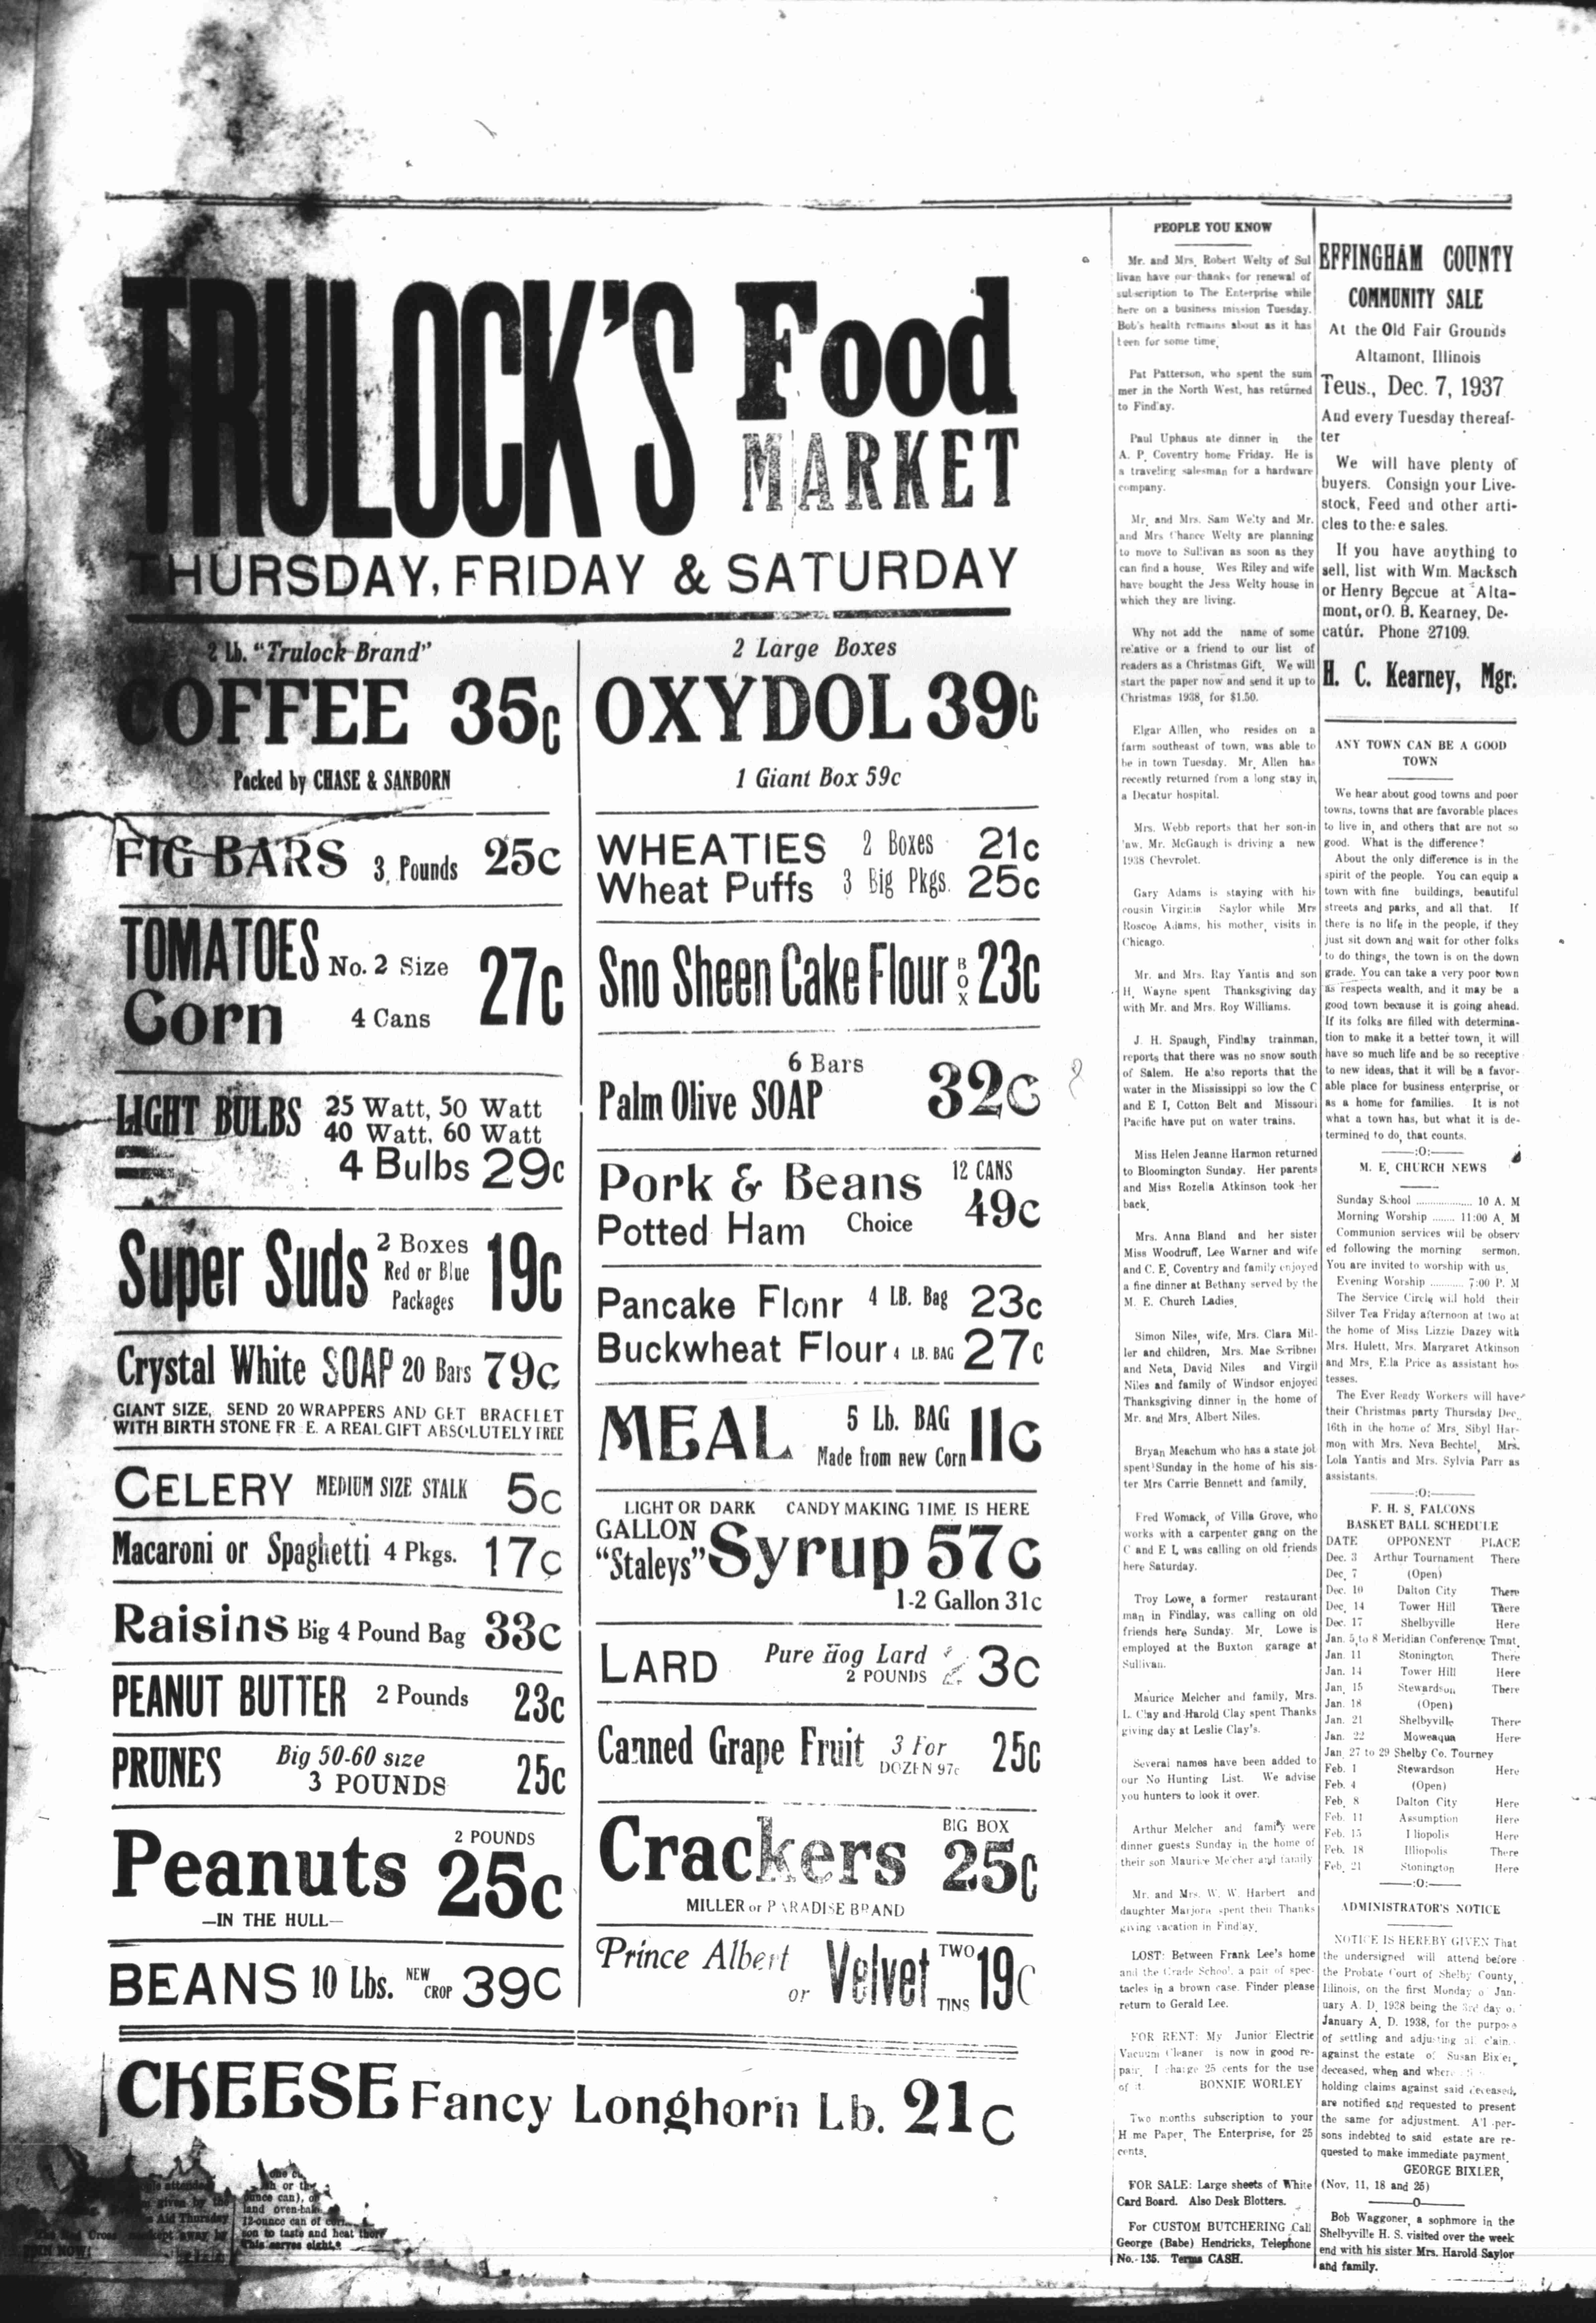 TRULOCK'S Food
MARKET
THURSDAY, FRIDAY & SATURDAY
2 Lb. "Trulock Brand"
COFFEE 35c
Packed by CHASE & SANBORN
FIG BARS 3, Pounds 25c
TOMATOES No. 2 Size
Corn 4 Cans 27c
LIGHT BULBS 25 Watt, 50 Watt
40 Watt, 60 Watt
4 Bulbs 29c
Super Suds 2 Boxes
Red or Blue
Packages 19c
Crystal White SOAP 20 Bars 79c
GIANT SIZE, SEND 20 WRAPPERS AND GET BRACELET
WITH BIRTH STONE FR E. A REAL GIFT ABSOLUTELY FREE
CELERY MEDIUM SIZE STALK 5c
Macaroni or Spaghetti 4 Pkgs. 17c
Raisins Big 4 Pound Bag 33c
PEANUT BUTTER 2 Pounds 23c
PRUNES Big 50-60 size
3 POUNDS 25c
Peanuts 2 POUNDS
25c
—IN THE HULL—
BEANS 10 Lbs. NEW CROP 39C
2 Large Boxes
OXYDOL 39c
1 Giant Box 59c
WHEATIES 2 Boxes 21c
Wheat Puffs 3 Big Pkgs. 25c
Sno Sheen Cake Flour BOX 23c
6 Bars
Palm Olive SOAP 32c
Pork & Beans 12 CANS
Potted Ham Choice 49c
Pancake Flonr 4 LB. Bag 23c
Buckwheat Flour 4 LB. BAG 27c
MEAL 5 Lb. BAG
Made from new Corn 11c
LIGHT OR DARK CANDY MAKING TIME IS HERE
GALLON
"Staleys" Syrup 57c
1-2 Gallon 31c
LARD Pure Hog Lard
2 POUNDS 3c
Canned Grape Fruit 3 For
DOZEN 97c 25c
Crackers BIG BOX
25c
MILLER or PARADISE BRAND
Prince Albert
or Velvet TWO
TINS 19c
CHEESE Fancy Longhorn Lb. 21c
one c
or the
ounce can), o
land oven-bak
12-ounce can of
son to taste and heat thor
This serves eight.*
PEOPLE YOU KNOW
Mr. and Mrs. Robert Welty of Sul
livan have our thanks for renewal of
subscription to The Enterprise while
here on a business mission Tuesday.
Bob's health remains about as it has
been for some time.
Pat Patterson, who spent the sum
mer in the North West, has returned
to Findlay.
Paul Uphaus ate dinner in the
A. P. Coventry home Friday. He is
a traveling salesman for a hardware
company.
Mr. and Mrs. Sam Welty and Mr.
and Mrs Chance Welty are planning
to move to Sullivan as soon as they
can find a house. Wes Riley and wife
have bought the Jess Welty house in
which they are living.
Why not add the name of some
relative or a friend to our list of
readers as a Christmas Gift. We will
start the paper now and send it up to
Christmas 1938, for $1.50.
Elgar Alllen, who resides on a
farm southeast of town, was able to
be in town Tuesday. Mr. Allen has
recently returned from a long stay in
a Decatur hospital.
Mrs. Webb reports that her son-in
law, Mr. McGaugh is driving a new
1938 Chevrolet.
Gary Adams is staying with his
cousin Virginia Saylor while Mrs
Roscoe Adams, his mother, visits in
Chicago.
Mr. and Mrs. Ray Yantis and son
H. Wayne spent Thanksgiving day
with Mr. and Mrs. Roy Williams.
J. H. Spaugh, Findlay trainman,
reports that there was no snow south
of Salem. He also reports that the
water in the Mississippi so low the C
and E I, Cotton Belt and Missouri
Pacific have put on water trains.
Miss Helen Jeanne Harmon returned
to Bloomington Sunday. Her parents
and Miss Rozella Atkinson took her
back.
Mrs. Anna Bland and her sister
Miss Woodruff, Lee Warner and wife
and C. E. Coventry and family enjoyed
a fine dinner at Bethany served by the
M. E. Church Ladies.
Simon Niles, wife, Mrs. Clara Mil-
ler and children, Mrs. Mae Scribner
and Neta, David Niles and Virgil
Niles and family of Windsor enjoyed
Thanksgiving dinner in the home of
Mr. and Mrs. Albert Niles.
Bryan Meachum who has a state job
spent Sunday in the home of his sis-
ter Mrs Carrie Bennett and family.
Fred Womack, of Villa Grove, who
works with a carpenter gang on the
C and E I, was calling on old friends
here Saturday.
Troy Lowe, a former restaurant
man in Findlay, was calling on old
friends here Sunday. Mr. Lowe is
employed at the Buxton garage at
Sullivan.
Maurice Melcher and family, Mrs.
L. Clay and Harold Clay spent Thanks
giving day at Leslie Clay's.
Several names have been added to
our No Hunting List. We advise
you hunters to look it over.
Arthur Melcher and family were
dinner guests Sunday in the home of
their son Maurice Melcher and family
Mr. and Mrs. W. W. Harbert and
daughter Marjora spent their Thanks
giving vacation in Findlay.
LOST: Between Frank Lee's home
and the Grade School, a pair of spec-
tacles in a brown case. Finder please
return to Gerald Lee.
FOR RENT: My Junior Electric
Vacuum Cleaner is now in good re-
pair. I charge 25 cents for the use
of it. BONNIE WORLEY
Two months subscription to your
H me Paper, The Enterprise, for 25
cents.
FOR SALE: Large sheets of White
Card Board. Also Desk Blotters.
For CUSTOM BUTCHERING Call
George (Babe) Hendricks, Telephone
No. 135. Terms CASH.
EFFINGHAM COUNTY
COMMUNITY SALE
At the Old Fair Grounds
Altamont, Illinois
Teus., Dec. 7, 1937
And every Tuesday thereaf-
ter
We will have plenty of
buyers. Consign your Live-
stock, Feed and other arti-
cles to these sales.
If you have anything to
sell, list with Wm. Macksch
or Henry Beccue at Alta-
mont, or O. B. Kearney, De-
catur. Phone 27109.
H. C. Kearney, Mgr.
ANY TOWN CAN BE A GOOD
TOWN
We hear about good towns and poor
towns, towns that are favorable places
to live in, and others that are not so
good. What is the difference?
About the only difference is in the
spirit of the people. You can equip a
town with fine buildings, beautiful
streets and parks, and all that. If
there is no life in the people, if they
just sit down and wait for other folks
to do things, the town is on the down
grade. You can take a very poor town
as respects wealth, and it may be a
good town because it is going ahead.
If its folks are filled with determina-
tion to make it a better town, it will
have so much life and be so receptive
to new ideas, that it will be a favor-
able place for business enterprise, or
as a home for families. It is not
what a town has, but what it is de-
termined to do, that counts.
—:O:—
M. E. CHURCH NEWS
Sunday School ........ 10 A. M
Morning Worship ....... 11:00 A. M
Communion services will be observ
ed following the morning sermon.
You are invited to worship with us.
Evening Worship ........ 7:00 P. M
The Service Circle will hold their
Silver Tea Friday afternoon at two at
the home of Miss Lizzie Dazey with
Mrs. Hulett, Mrs. Margaret Atkinson
and Mrs. Ella Price as assistant hos
tesses.
The Ever Ready Workers will have
their Christmas party Thursday Dec.
16th in the home of Mrs. Sibyl Har-
mon with Mrs. Neva Bechtel, Mrs.
Lola Yantis and Mrs. Sylvia Parr as
assistants.
—:O:—
F. H. S. FALCONS
BASKET BALL SCHEDULE
DATE OPPONENT PLACE
Dec. 3 Arthur Tournament There
Dec. 7 (Open)
Dec. 10 Dalton City There
Dec. 14 Tower Hill There
Dec. 17 Shelbyville Here
Jan. 5 to 8 Meridian Conference Tmnt.
Jan. 11 Stonington There
Jan. 14 Tower Hill Here
Jan. 15 Stewardson There
Jan. 18 (Open)
Jan. 21 Shelbyville There
Jan. 22 Moweaqua Here
Jan. 27 to 29 Shelby Co. Tourney
Feb. 1 Stewardson Here
Feb. 4 (Open)
Feb. 8 Dalton City Here
Feb. 11 Assumption Here
Feb. 15 I liopolis Here
Feb. 18 Illiopolis There
Feb. 21 Stonington Here
—:O:—
ADMINISTRATOR'S NOTICE
NOTICE IS HEREBY GIVEN That
the undersigned will attend before
the Probate Court of Shelby County,
Illinois, on the first Monday o Jan-
uary A. D. 1928 being the 3rd day of
January A. D. 1938, for the purpose
of settling and adjusting all claim
against the estate of Susan Bixler,
deceased, when and where
holding claims against said deceased,
are notified and requested to present
the same for adjustment. All per-
sons indebted to said estate are re-
quested to make immediate payment.
GEORGE BIXLER,
(Nov, 11, 18 and 25)
—O—
Bob Waggoner, a sophmore in the
Shelbyville H. S. visited over the week
end with his sister Mrs. Harold Saylor
and family.